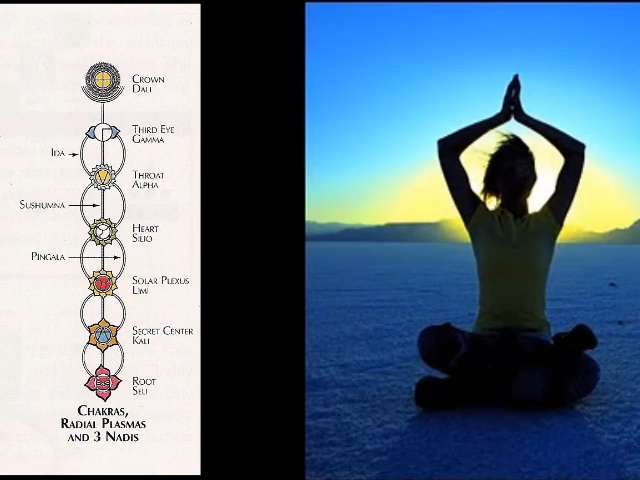 CROWN
DALI
THIRD EYE
GAMMA
IDA
THROAT
ALPHA
SUSHUMNA
HEART
SILIO
PINGALA
SOLAR PLEXUS
LIMI
SECRET CENTER
KALI
ROOT
SELI
CHAKRAS,
RADIAL PLASMAS
AND 3 NADIS